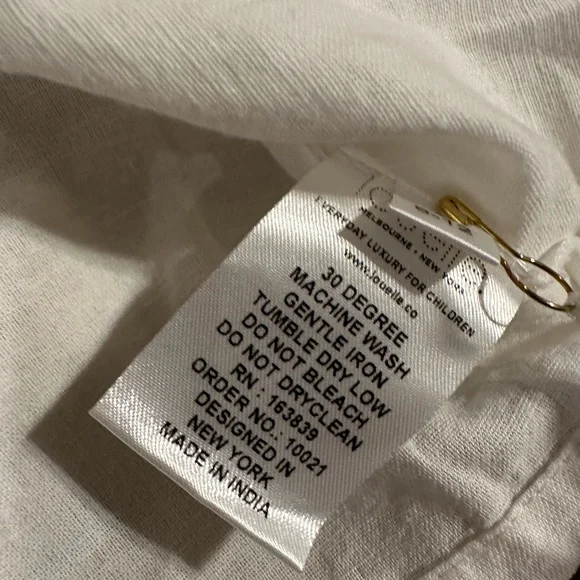 MELBOURNE, NEW YORK
EVERYDAY LUXURY FOR CHILDREN
www.louelle.co
30 DEGREE
MACHINE WASH
GENTLE IRON
TUMBLE DRY LOW
DO NOT BLEACH
DO NOT DRYCLEAN
RN : 163839
ORDER NO.: 10021
DESIGNED IN
NEW YORK
MADE IN INDIA